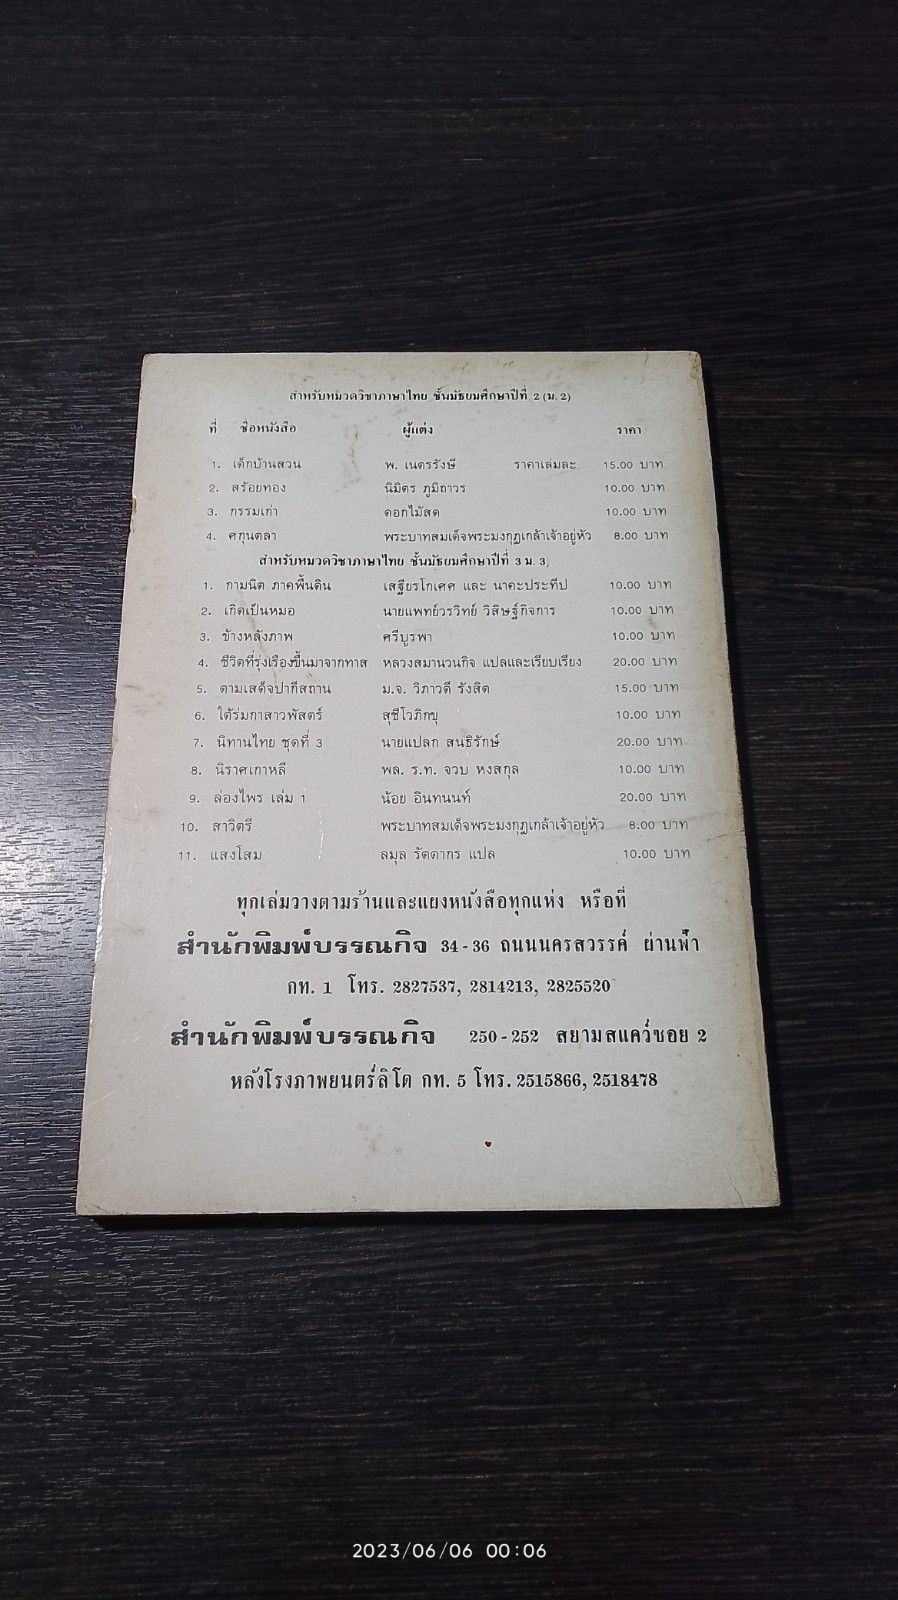 สำหรับหมวดวิชาภาษาไทย ชั้นมัธยมศึกษาปีที่ 2 (ม. 2)
ที่ ชื่อหนังสือ ผู้แต่ง ราคา
1. เด็กบ้านสวน พ. เนตรรังษี ราคาเล่มละ 15.00 บาท
2. สร้อยทอง นิมิตร ภูมิถาวร 10.00 บาท
3. กรรมเก่า ดอกไม้สด 10.00 บาท
4. ศกุนตลา พระบาทสมเด็จพระมงกุฎเกล้าเจ้าอยู่หัว 8.00 บาท
สำหรับหมวดวิชาภาษาไทย ชั้นมัธยมศึกษาปีที่ 3 ม. 3)
1. กามนิต ภาคพื้นดิน เสฐียรโกเศศ และ นาคะประทีป 10.00 บาท
2. เกิดเป็นหมอ นายแพทย์วรวิทย์ วิสิษฐ์กิจการ 10.00 บาท
3. ข้างหลังภาพ ศรีบูรพา 10.00 บาท
4. ชีวิตที่รุ่งเรืองขึ้นมาจากทาส หลวงสมานวนกิจ แปลและเรียบเรียง 20.00 บาท
5. ตามเสด็จปากีสถาน ม.จ. วิภาวดี รังสิต 15.00 บาท
6. ใต้ร่มกาสาวพัสตร์ สุชีโวภิกขุ 10.00 บาท
7. นิทานไทย ชุดที่ 3 นายแปลก สนธิรักษ์ 20.00 บาท
8. นิราศเกาหลี พล. ร.ท. จวบ หงสกุล 10.00 บาท
9. ล่องไพร เล่ม 1 น้อย อินทนนท์ 20.00 บาท
10. สาวิตรี พระบาทสมเด็จพระมงกุฎเกล้าเจ้าอยู่หัว 8.00 บาท
11. แสงโสม ลมุล รัตตากร แปล 10.00 บาท
ทุกเล่มวางตามร้านและแผงหนังสือทุกแห่ง หรือที่
สำนักพิมพ์บรรณกิจ 34-36 ถนนนครสวรรค์ ผ่านฟ้า
กท. 1 โทร. 2827537, 2814213, 2825520
สำนักพิมพ์บรรณกิจ 250-252 สยามสแควร์ซอย 2
หลังโรงภาพยนตร์ลิโด กท. 5 โทร. 2515866, 2518478
2023/06/06 00:06